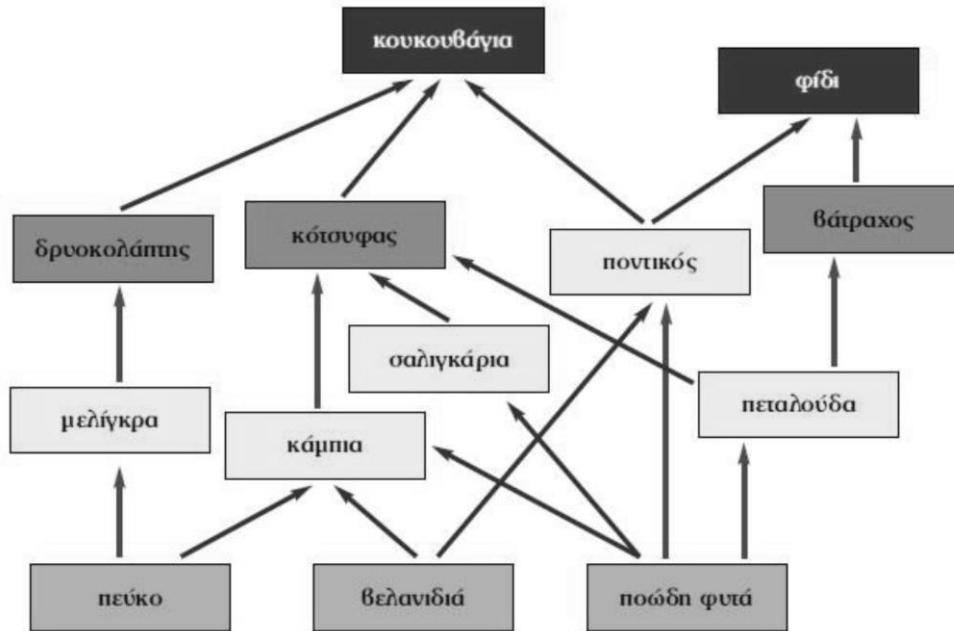 κουκουβάγια
φίδι
δρυοκολάπτης
κότσυφας
ποντικός
βάτραχος
σαλιγκάρια
μελίγκρα
κάμπια
πεταλούδα
πεύκο
βελανιδιά
ποώδη φυτά